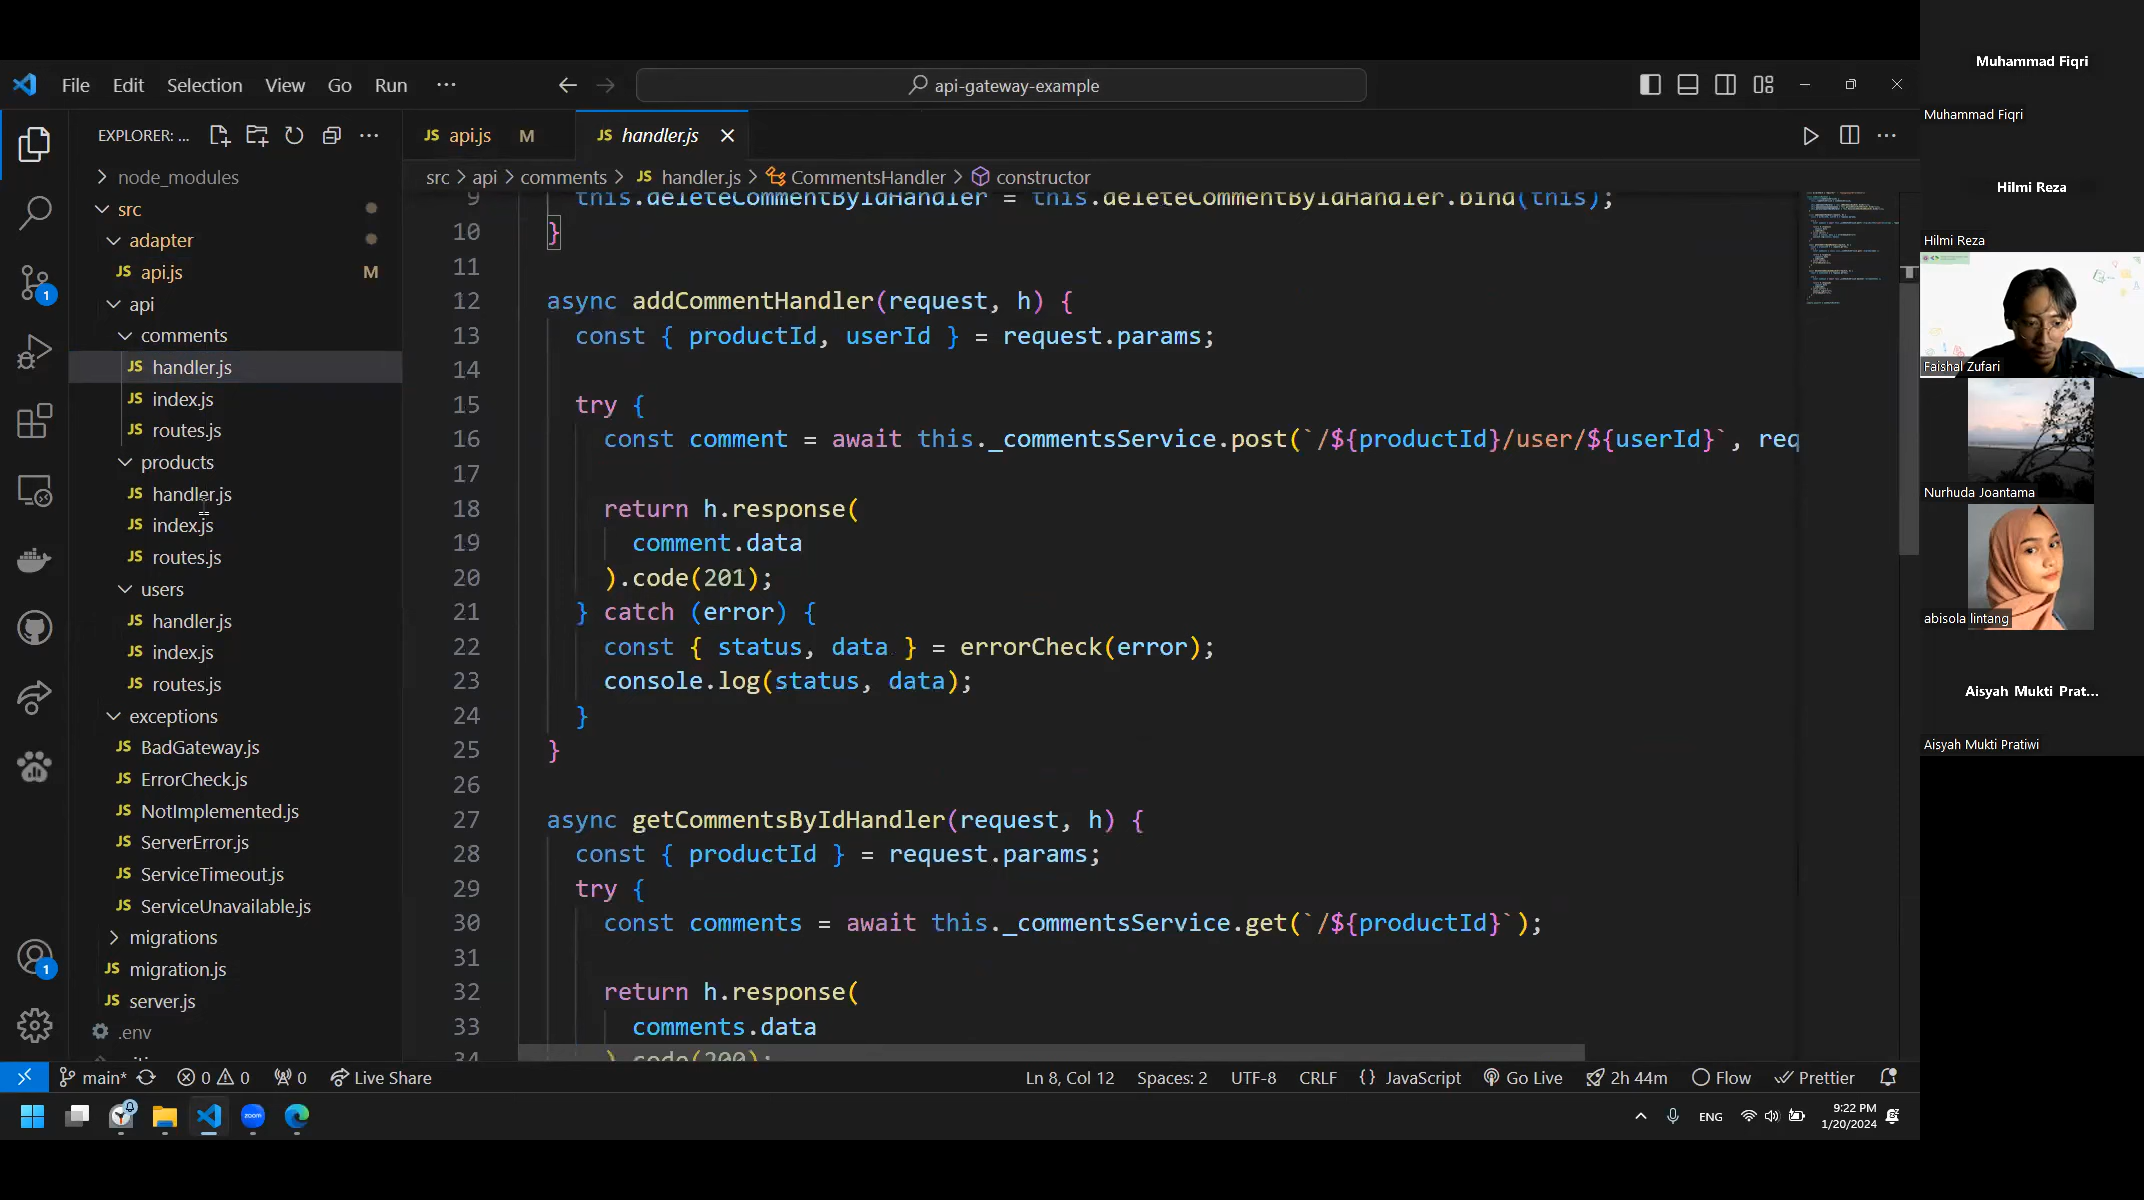 File Edit Selection View Go Run ···
api-gateway-example
EXPLORER: ...
node_modules
src
adapter
JS api.js M
api
comments
JS handler.js
JS index.js
JS routes.js
products
JS handler.js
JS index.js
JS routes.js
users
JS handler.js
JS index.js
JS routes.js
exceptions
JS BadGateway.js
JS ErrorCheck.js
JS NotImplemented.js
JS ServerError.js
JS ServiceTimeout.js
JS ServiceUnavailable.js
migrations
JS migration.js
JS server.js
.env
1
1
JS api.js M
JS handler.js
src > api > comments > JS handler.js > CommentsHandler > constructor
9 this.deleteCommentByIdHandler = this.deleteCommentByIdHandler.bind(this);
10 }
11
12 async addCommentHandler(request, h) {
13 const { productId, userId } = request.params;
14
15 try {
16 const comment = await this._commentsService.post(`/${productId}/user/${userId}`, req
17
18 return h.response(
19 comment.data
20 ).code(201);
21 } catch (error) {
22 const { status, data } = errorCheck(error);
23 console.log(status, data);
24 }
25 }
26
27 async getCommentsByIdHandler(request, h) {
28 const { productId } = request.params;
29 try {
30 const comments = await this._commentsService.get(`/${productId}`);
31
32 return h.response(
33 comments.data
34 ).code(200);
main* 0 0 0 Live Share
Ln 8, Col 12 Spaces: 2 UTF-8 CRLF {} JavaScript Go Live 2h 44m Flow Prettier
zoom
ENG
9:22 PM
1/20/2024
Muhammad Fiqri
Muhammad Fiqri
Hilmi Reza
Hilmi Reza
Faishal Zufari
Nurhuda Joantama
abisola lintang
Aisyah Mukti Prat...
Aisyah Mukti Pratiwi